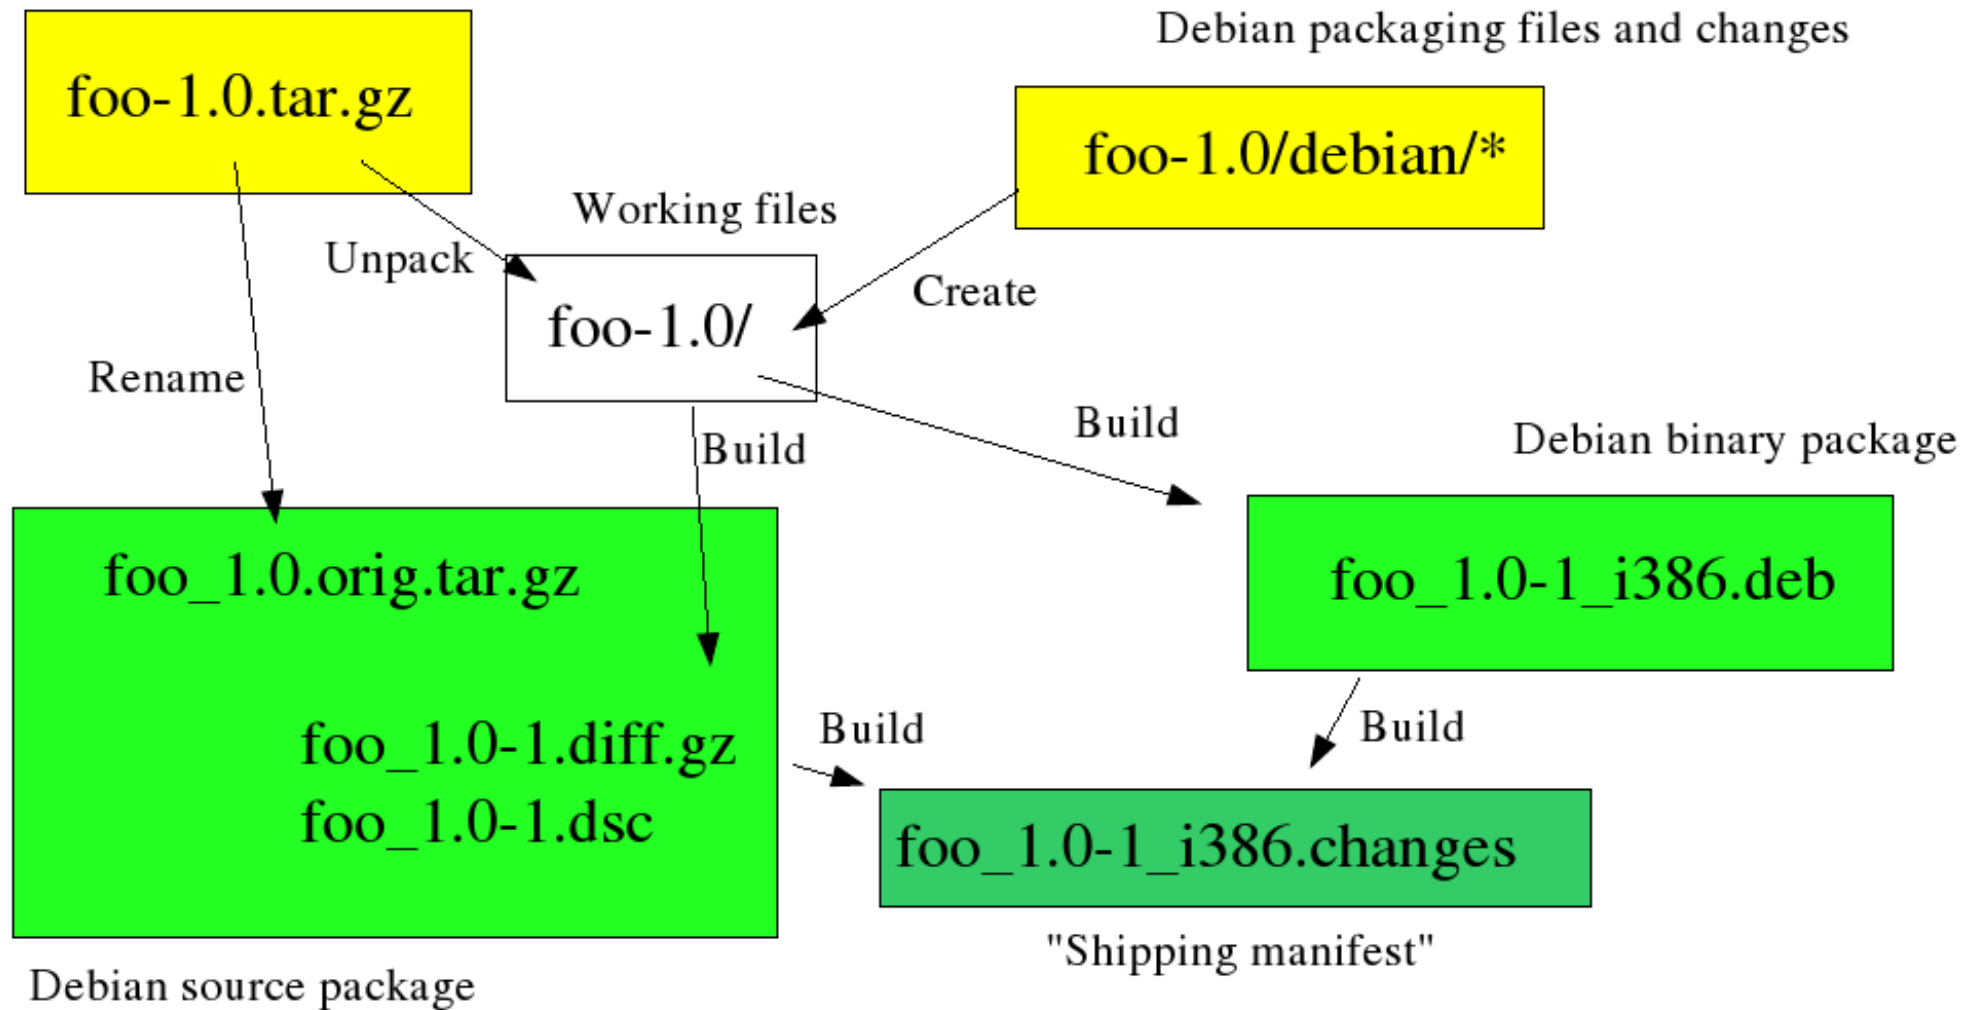 Debian packaging files and changes
foo-1.0.tar.gz
foo-1.0/debian/*
Working files
Unpack
Create
foo-1.0/
Rename
Build
Build
Debian binary package
foo_1.0.orig.tar.gz
foo_1.0-1_i386.deb
foo_1.0-1.diff.gz
Build
Build
foo_1.0-1.dsc
foo_1.0-1_i386.changes
"Shipping manifest"
Debian source package